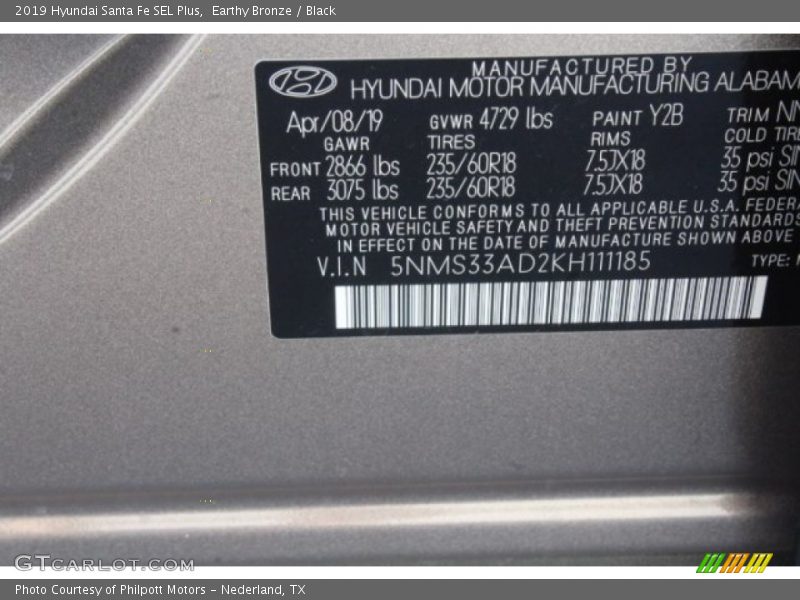 2019 Hyundai Santa Fe SEL Plus, Earthy Bronze / Black
MANUFACTURED BY
HYUNDAI MOTOR MANUFACTURING ALABAM
Apr/08/19 GVWR 4729 lbs PAINT Y2B TRIM NN
GAWR TIRES RIMS COLD TIRE
FRONT 2866 lbs 235/60R18 7.5JX18 35 psi SIN
REAR 3075 lbs 235/60R18 7.5JX18 35 psi SIN
THIS VEHICLE CONFORMS TO ALL APPLICABLE U.S.A. FEDERA
MOTOR VEHICLE SAFETY AND THEFT PREVENTION STANDARDS
IN EFFECT ON THE DATE OF MANUFACTURE SHOWN ABOVE
V.I.N 5NMS33AD2KH111185 TYPE:
GTCARLOT.COM
Photo Courtesy of Philpott Motors - Nederland, TX